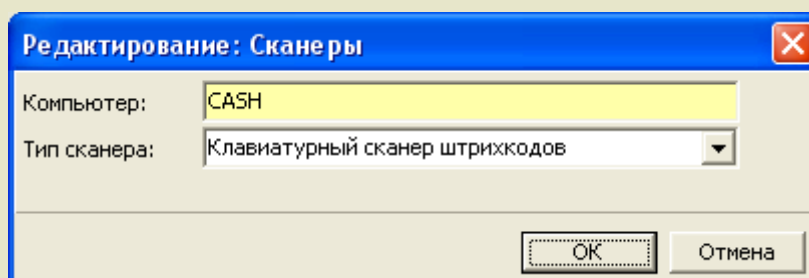 Редактирование: Сканеры
Компьютер: CASH
Тип сканера: Клавиатурный сканер штрихкодов
OK Отмена